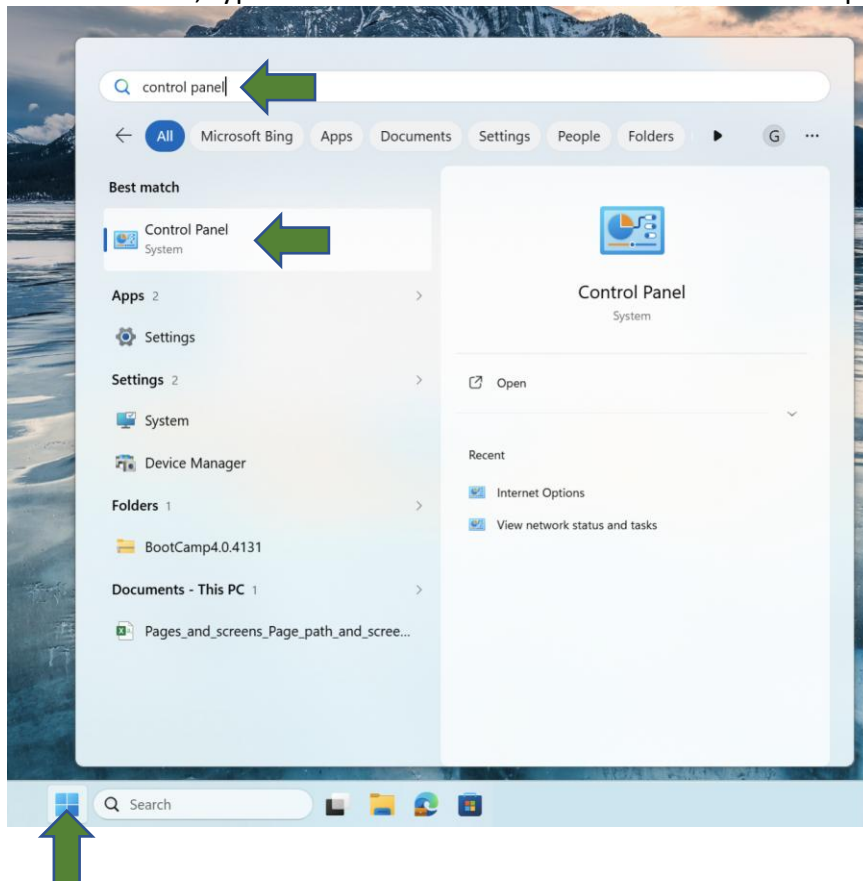 control panel
All Microsoft Bing Apps Documents Settings People Folders G ...
Best match
Control Panel
System
Apps 2
Settings
Settings 2
System
Device Manager
Folders 1
BootCamp4.0.4131
Documents - This PC 1
Pages_and_screens_Page_path_and_scree...
Control Panel
System
Open
Recent
Internet Options
View network status and tasks
Search